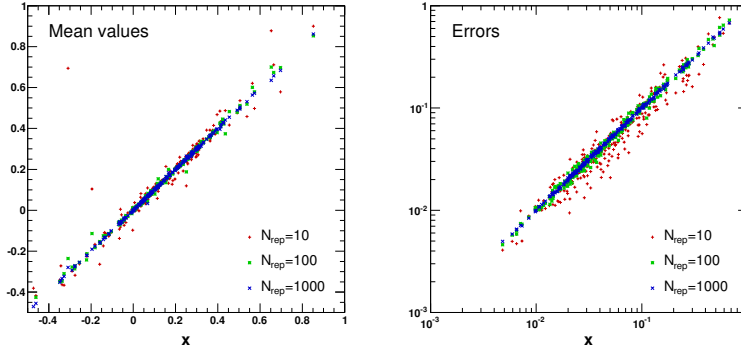 Mean values
1
0.8
0.6
0.4
0.2
0
-0.2
-0.4
-0.4 -0.2 0 0.2 0.4 0.6 0.8 1
x
N_rep=10
N_rep=100
N_rep=1000
Errors
1
10⁻¹
10⁻²
10⁻³
10⁻³ 10⁻² 10⁻¹
x
N_rep=10
N_rep=100
N_rep=1000